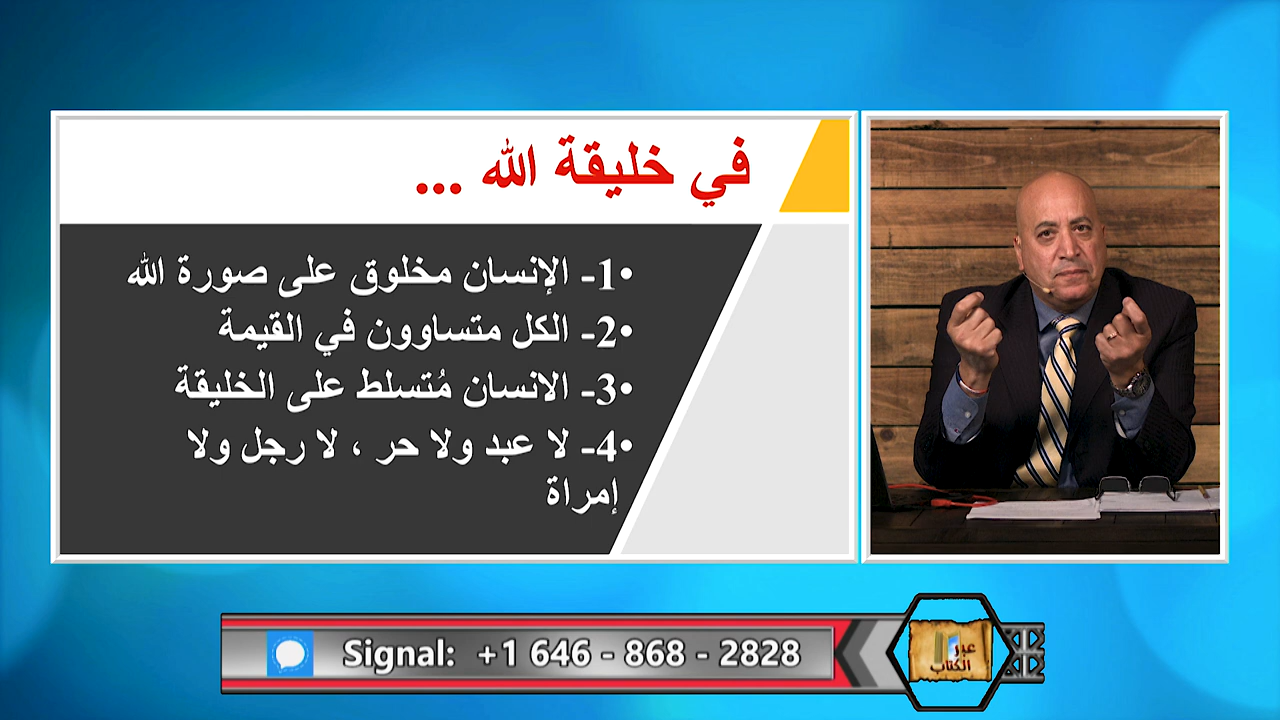 في خليقة الله ...
•1- الإنسان مخلوق على صورة الله
•2- الكل متساوون في القيمة
•3- الانسان مُتسلط على الخليقة
•4- لا عبد ولا حر ، لا رجل ولا
إمراة
Signal: +1 646 - 868 - 2828
عبر
الكتاب